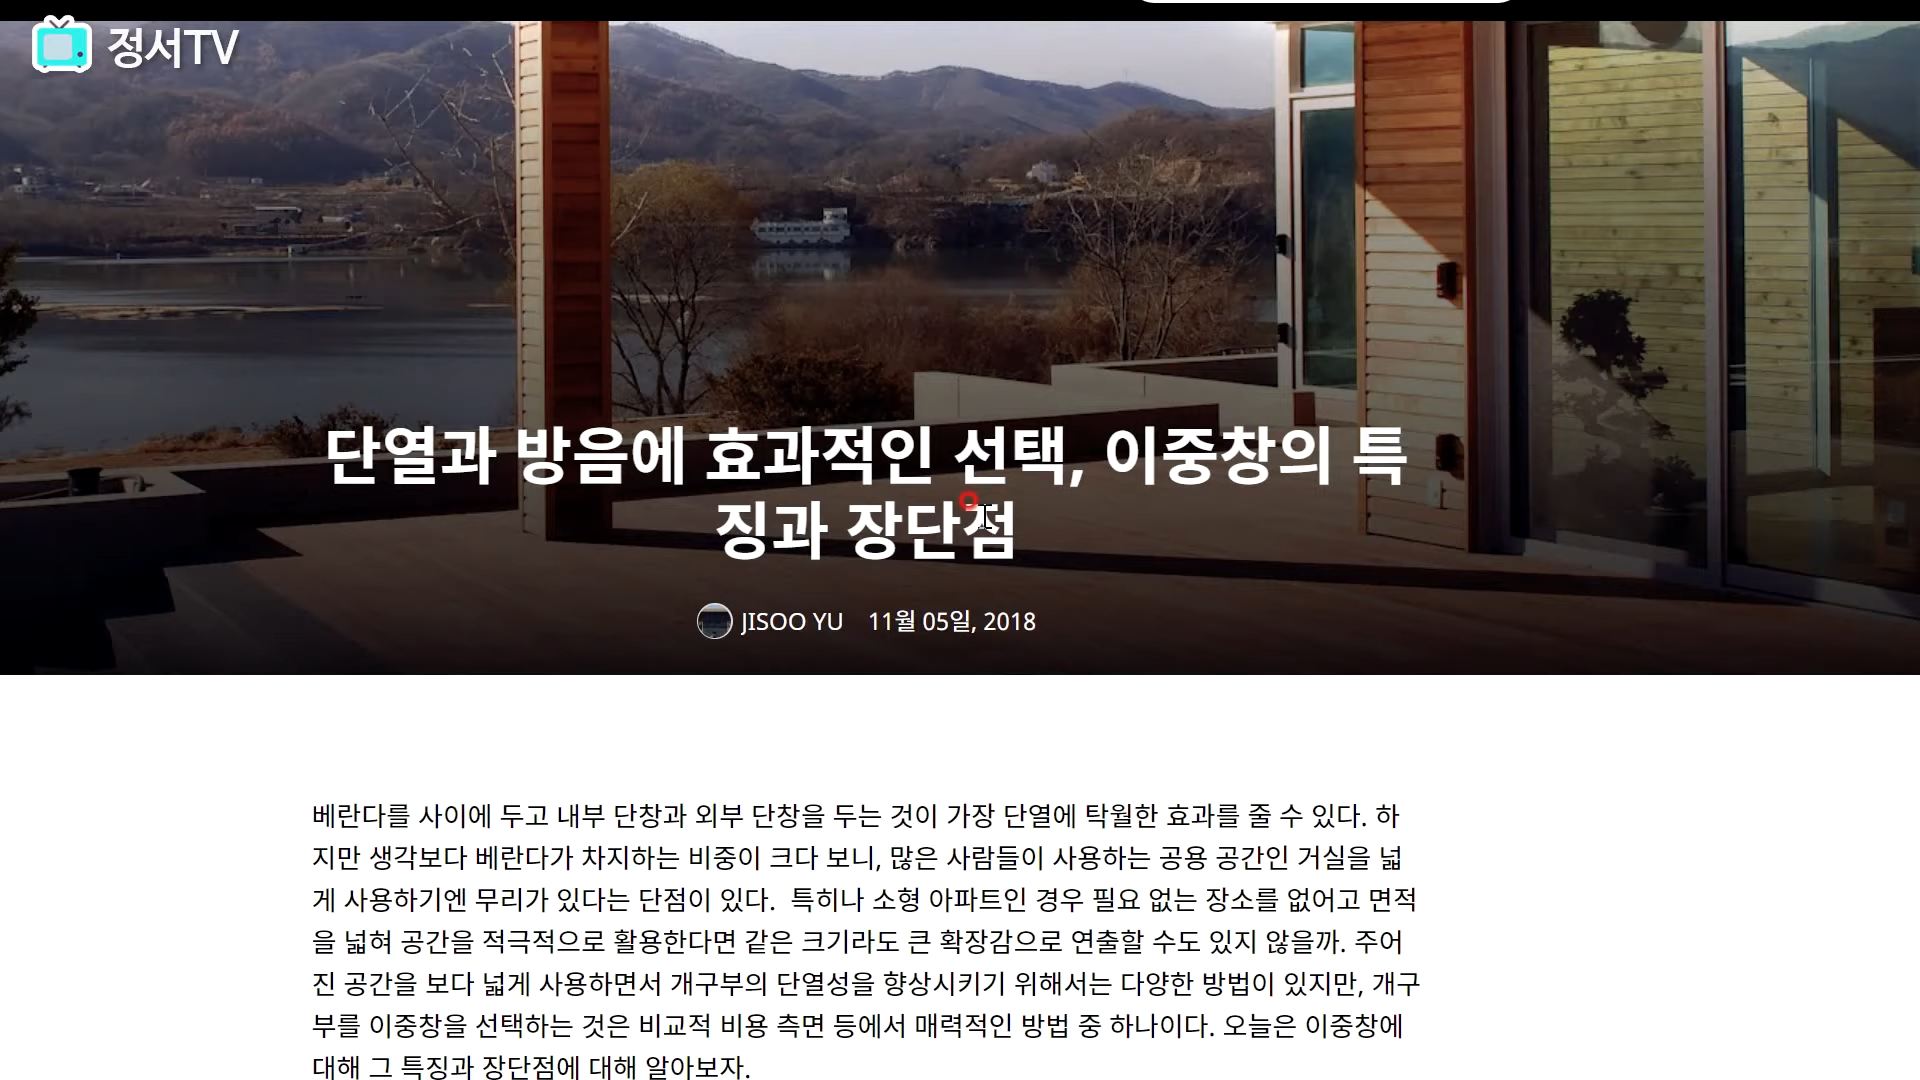 정서TV
단열과 방음에 효과적인 선택, 이중창의 특
징과 장단점
JISOO YU 11월 05일, 2018
베란다를 사이에 두고 내부 단창과 외부 단창을 두는 것이 가장 단열에 탁월한 효과를 줄 수 있다. 하
지만 생각보다 베란다가 차지하는 비중이 크다 보니, 많은 사람들이 사용하는 공용 공간인 거실을 넓
게 사용하기엔 무리가 있다는 단점이 있다. 특히나 소형 아파트인 경우 필요 없는 장소를 없어고 면적
을 넓혀 공간을 적극적으로 활용한다면 같은 크기라도 큰 확장감으로 연출할 수도 있지 않을까. 주어
진 공간을 보다 넓게 사용하면서 개구부의 단열성을 향상시키기 위해서는 다양한 방법이 있지만, 개구
부를 이중창을 선택하는 것은 비교적 비용 측면 등에서 매력적인 방법 중 하나이다. 오늘은 이중창에
대해 그 특징과 장단점에 대해 알아보자.